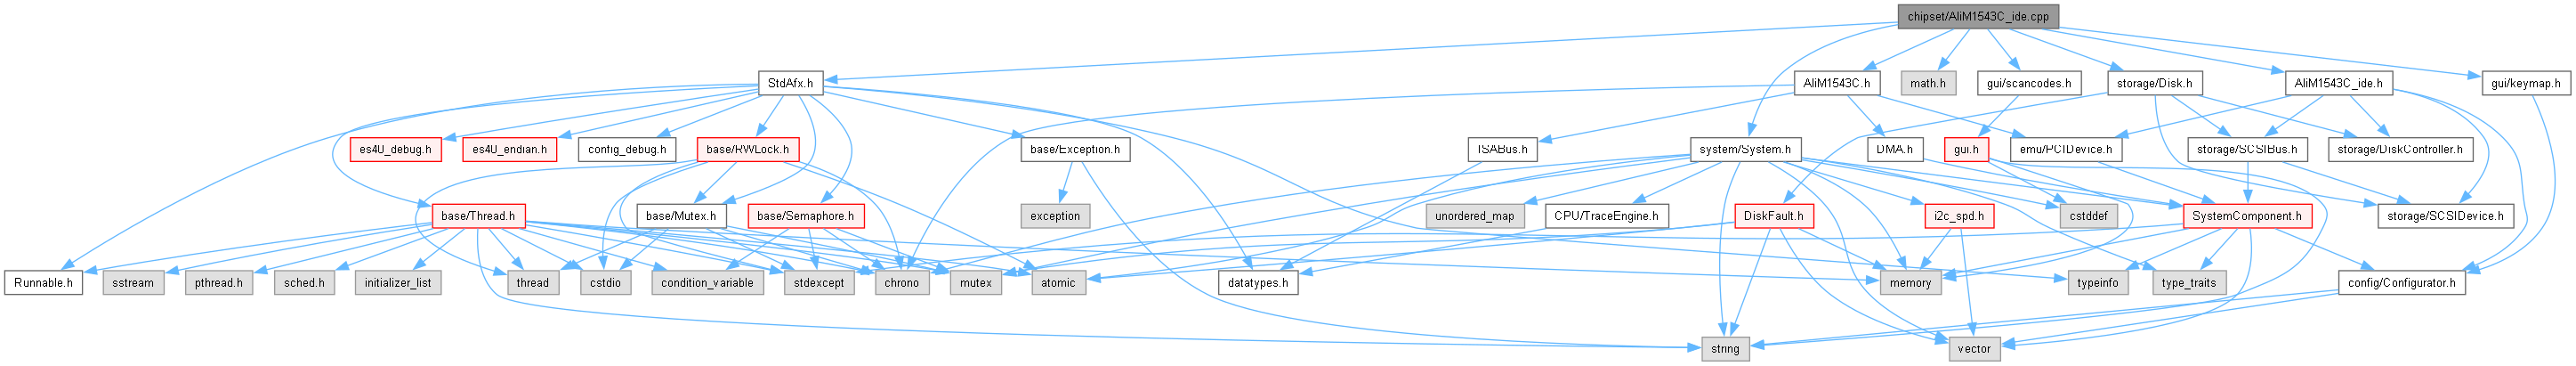 chipset/AliM1543C_ide.cpp
StdAfx.h
AliM1543C.h
math.h
gui/scancodes.h
storage/Disk.h
AliM1543C_ide.h
gui/keymap.h
es4U_debug.h
es4U_endian.h
config_debug.h
base/RWLock.h
base/Exception.h
ISABus.h
system/System.h
DMA.h
gui.h
emu/PCIDevice.h
storage/SCSIBus.h
storage/DiskController.h
base/Thread.h
base/Mutex.h
base/Semaphore.h
exception
unordered_map
CPU/TraceEngine.h
DiskFault.h
i2c_spd.h
cstddef
SystemComponent.h
storage/SCSIDevice.h
Runnable.h
sstream
pthread.h
sched.h
initializer_list
thread
cstdio
condition_variable
stdexcept
chrono
mutex
atomic
datatypes.h
memory
typeinfo
type_traits
config/Configurator.h
string
vector